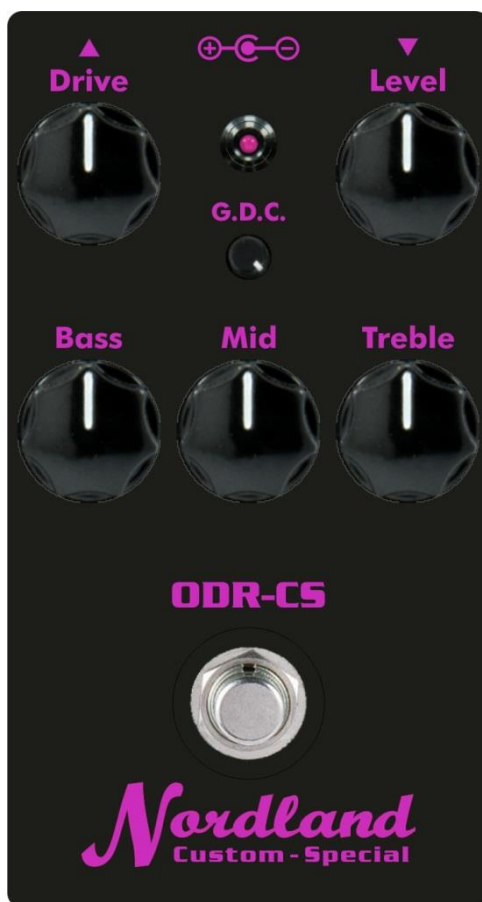 Drive
Level
G.D.C.
Bass
Mid
Treble
ODR-CS
Nordland
Custom-Special